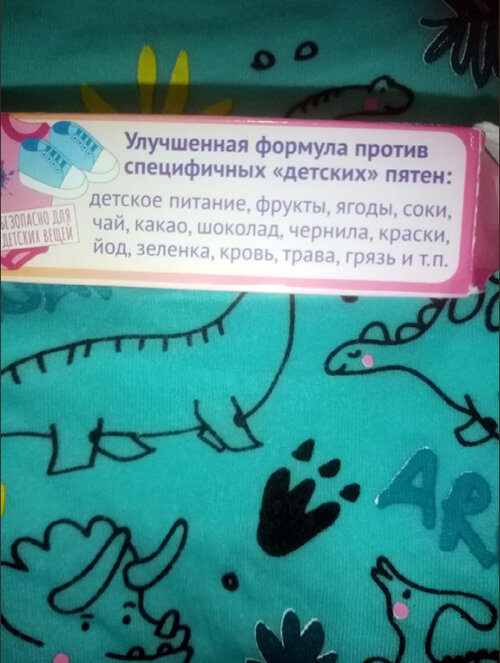 Улучшенная формула против
специфичных «детских» пятен:
детское питание, фрукты, ягоды, соки,
чай, какао, шоколад, чернила, краски,
йод, зеленка, кровь, трава, грязь и т.п.
БЕЗОПАСНО ДЛЯ
ДЕТСКИХ ВЕЩЕЙ
AR